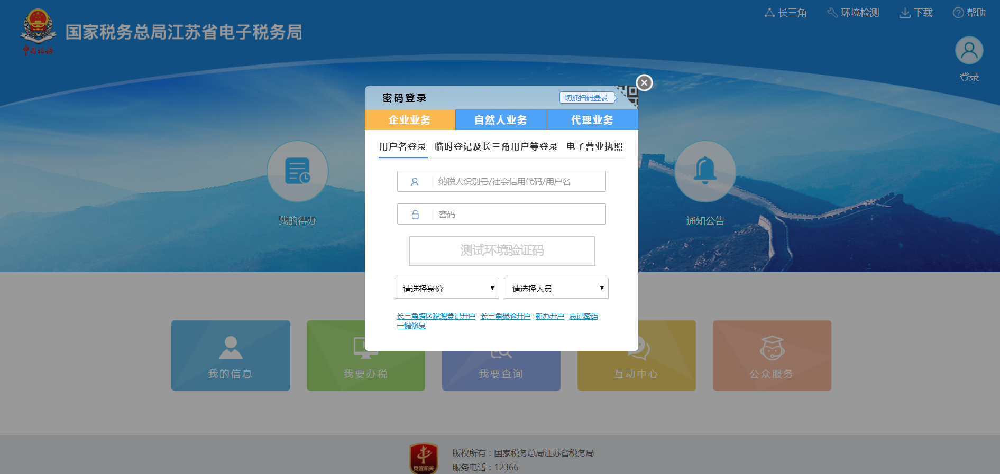 长三角 环境检测 下载 帮助
国家税务总局江苏省电子税务局
登录
密码登录 切换扫码登录
企业业务 自然人业务 代理业务
用户名登录 临时登记及长三角用户等登录 电子营业执照
纳税人识别号/社会信用代码/用户名
密码
测试环境验证码
请选择身份 请选择人员
长三角跨区税源登记开户 长三角报验开户 新办开户 忘记密码
一键修复
我的待办 通知公告
我的信息 我要办税 我要查询 互动中心 公众服务
党政机关
版权所有：国家税务总局江苏省税务局
服务电话：12366